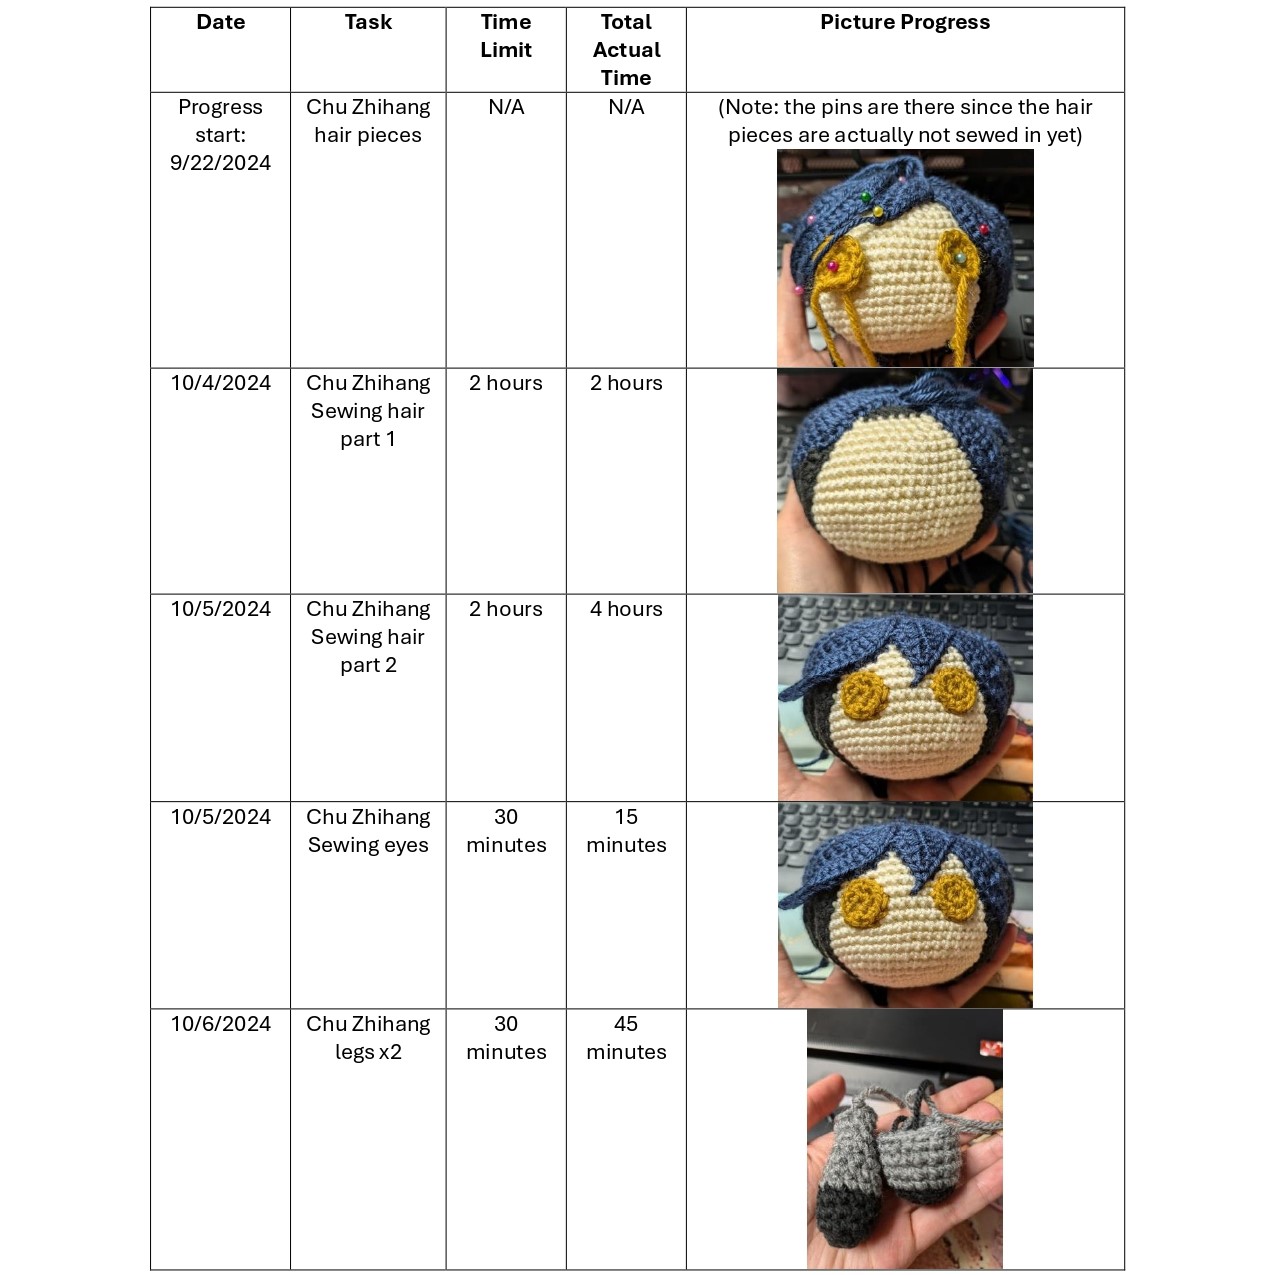 Date
Task
Time
Limit
Total
Actual
Time
Picture Progress
Progress
start:
9/22/2024
Chu Zhihang
hair pieces
N/A
N/A
(Note: the pins are there since the hair
pieces are actually not sewed in yet)
10/4/2024
Chu Zhihang
Sewing hair
part 1
2 hours
2 hours
10/5/2024
Chu Zhihang
Sewing hair
part 2
2 hours
4 hours
10/5/2024
Chu Zhihang
Sewing eyes
30
minutes
15
minutes
10/6/2024
Chu Zhihang
legs x2
30
minutes
45
minutes